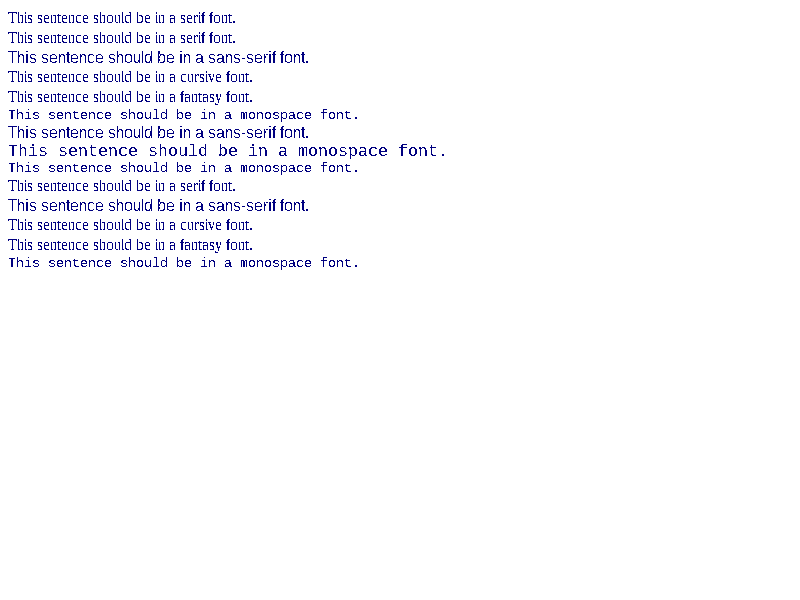 This sentence should be in a serif font.
This sentence should be in a serif font.
This sentence should be in a sans-serif font.
This sentence should be in a cursive font.
This sentence should be in a fantasy font.
This sentence should be in a monospace font.
This sentence should be in a sans-serif font.
This sentence should be in a monospace font.
This sentence should be in a monospace font.
This sentence should be in a serif font.
This sentence should be in a sans-serif font.
This sentence should be in a cursive font.
This sentence should be in a fantasy font.
This sentence should be in a monospace font.